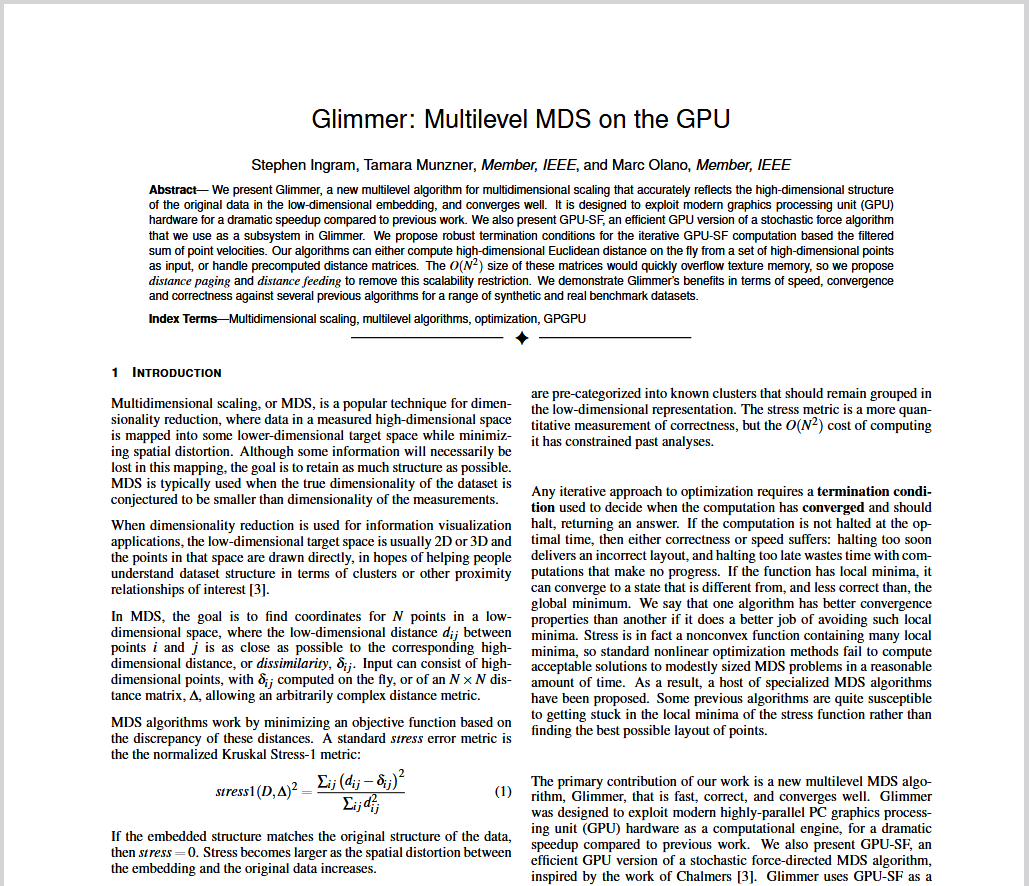 Glimmer: Multilevel MDS on the GPU
Stephen Ingram, Tamara Munzner, Member, IEEE, and Marc Olano, Member, IEEE
Abstract— We present Glimmer, a new multilevel algorithm for multidimensional scaling that accurately reflects the high-dimensional structure
of the original data in the low-dimensional embedding, and converges well. It is designed to exploit modern graphics processing unit (GPU)
hardware for a dramatic speedup compared to previous work. We also present GPU-SF, an efficient GPU version of a stochastic force algorithm
that we use as a subsystem in Glimmer. We propose robust termination conditions for the iterative GPU-SF computation based the filtered
sum of point velocities. Our algorithms can either compute high-dimensional Euclidean distance on the fly from a set of high-dimensional points
as input, or handle precomputed distance matrices. The O(N²) size of these matrices would quickly overflow texture memory, so we propose
distance paging and distance feeding to remove this scalability restriction. We demonstrate Glimmer's benefits in terms of speed, convergence
and correctness against several previous algorithms for a range of synthetic and real benchmark datasets.
Index Terms—Multidimensional scaling, multilevel algorithms, optimization, GPGPU
1 INTRODUCTION
Multidimensional scaling, or MDS, is a popular technique for dimen-
sionality reduction, where data in a measured high-dimensional space
is mapped into some lower-dimensional target space while minimiz-
ing spatial distortion. Although some information will necessarily be
lost in this mapping, the goal is to retain as much structure as possible.
MDS is typically used when the true dimensionality of the dataset is
conjectured to be smaller than dimensionality of the measurements.
When dimensionality reduction is used for information visualization
applications, the low-dimensional target space is usually 2D or 3D and
the points in that space are drawn directly, in hopes of helping people
understand dataset structure in terms of clusters or other proximity
relationships of interest [3].
In MDS, the goal is to find coordinates for N points in a low-
dimensional space, where the low-dimensional distance dij between
points i and j is as close as possible to the corresponding high-
dimensional distance, or dissimilarity, δij. Input can consist of high-
dimensional points, with δij computed on the fly, or of an N × N dis-
tance matrix, Δ, allowing an arbitrarily complex distance metric.
MDS algorithms work by minimizing an objective function based on
the discrepancy of these distances. A standard stress error metric is
the the normalized Kruskal Stress-1 metric:
stress1(D,Δ)² = Σij (dij − δij)² / Σij dij² (1)
If the embedded structure matches the original structure of the data,
then stress = 0. Stress becomes larger as the spatial distortion between
the embedding and the original data increases.
are pre-categorized into known clusters that should remain grouped in
the low-dimensional representation. The stress metric is a more quan-
titative measurement of correctness, but the O(N²) cost of computing
it has constrained past analyses.
Any iterative approach to optimization requires a termination condi-
tion used to decide when the computation has converged and should
halt, returning an answer. If the computation is not halted at the op-
timal time, then either correctness or speed suffers: halting too soon
delivers an incorrect layout, and halting too late wastes time with com-
putations that make no progress. If the function has local minima, it
can converge to a state that is different from, and less correct than, the
global minimum. We say that one algorithm has better convergence
properties than another if it does a better job of avoiding such local
minima. Stress is in fact a nonconvex function containing many local
minima, so standard nonlinear optimization methods fail to compute
acceptable solutions to modestly sized MDS problems in a reasonable
amount of time. As a result, a host of specialized MDS algorithms
have been proposed. Some previous algorithms are quite susceptible
to getting stuck in the local minima of the stress function rather than
finding the best possible layout of points.
The primary contribution of our work is a new multilevel MDS algo-
rithm, Glimmer, that is fast, correct, and converges well. Glimmer
was designed to exploit modern highly-parallel PC graphics process-
ing unit (GPU) hardware as a computational engine, for a dramatic
speedup compared to previous work. We also present GPU-SF, an
efficient GPU version of a stochastic force-directed MDS algorithm,
inspired by the work of Chalmers [3]. Glimmer uses GPU-SF as a